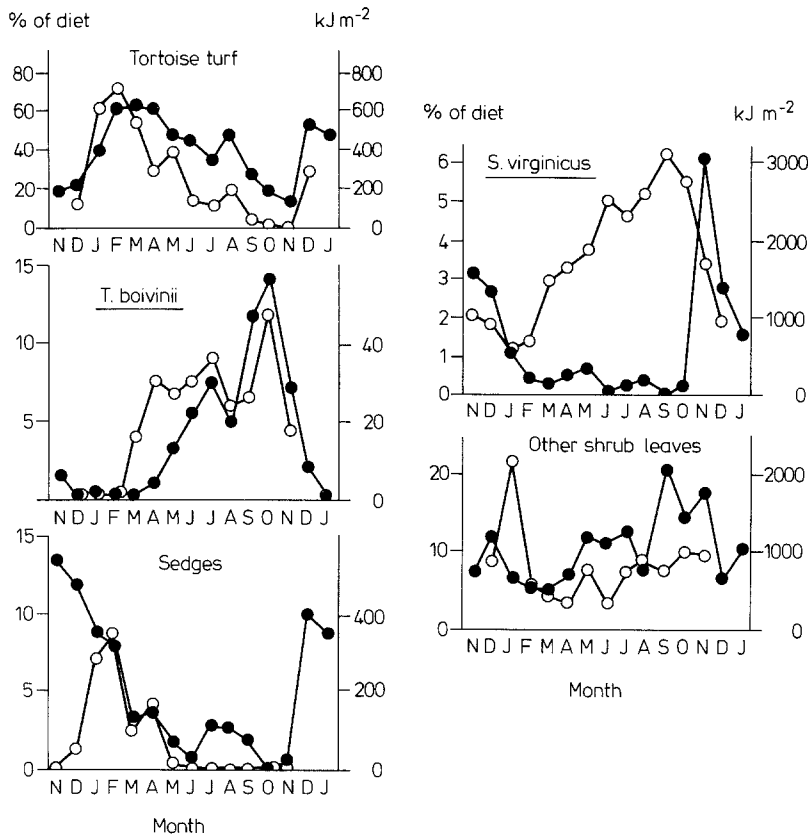 % of diet kJ m-2
Tortoise turf
80 800
60 600
40 400
20 200
0 0
N D J F M A M J J A S O N D J
15
T. boivinii
10 40
5 20
0
N D J F M A M J J A S O N D J
15
Sedges
10 400
5 200
0 0
N D J F M A M J J A S O N D J
Month
% of diet kJ m-2
S. virginicus
6 3000
5
4 2000
3
2 1000
1
0 0
N D J F M A M J J A S O N D J
Other shrub leaves
20 2000
10 1000
0 0
N D J F M A M J J A S O N D J
Month